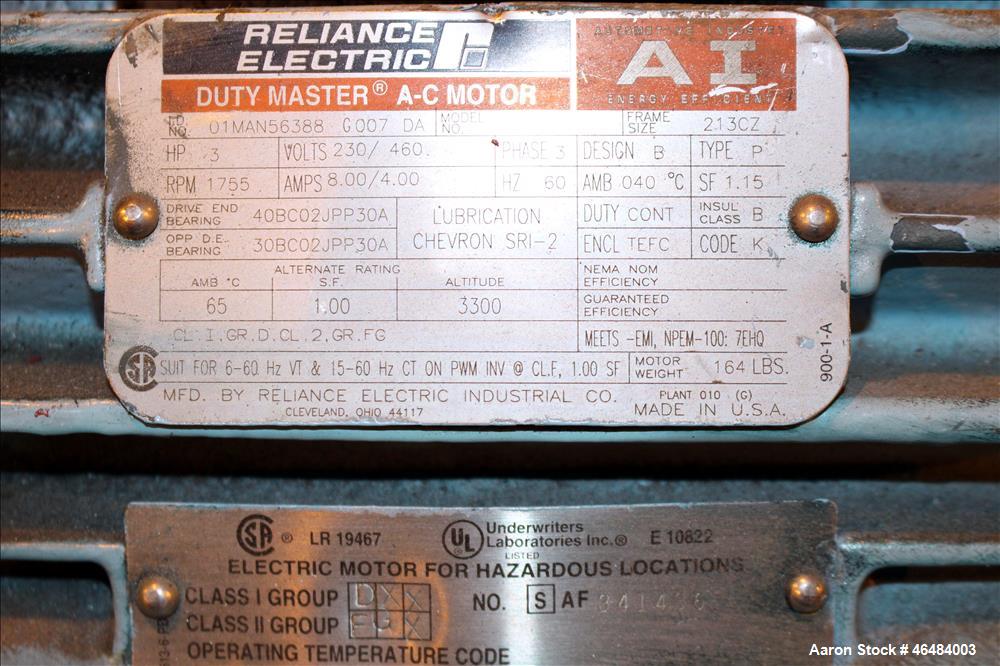 RELIANCE
ELECTRIC
AUTOMOTIVE INDUSTRY
AI
ENERGY EFFICIENT
DUTY MASTER® A-C MOTOR
I.D. NO. 01MAN56388 G007 DA MODEL NO. FRAME SIZE 213CZ
HP 3 VOLTS 230/460. PHASE 3 DESIGN B TYPE P
RPM 1755 AMPS 8.00/4.00 HZ 60 AMB 040 °C SF 1.15
DRIVE END BEARING 40BC02JPP30A LUBRICATION DUTY CONT INSUL' CLASS B
OPP D.E. BEARING 30BC02JPP30A CHEVRON SRI-2 ENCL TEFC CODE K
ALTERNATE RATING NEMA NOM EFFICIENCY
AMB °C S.F. ALTITUDE
65 1.00 3300 GUARANTEED EFFICIENCY
CL.I,GR.D.CL.2,GR.FG MEETS -EMI, NPEM-100: 7EHQ
SA SUIT FOR 6-60 Hz VT & 15-60 Hz CT ON PWM INV @ CL.F, 1.00 SF MOTOR WEIGHT 164 LBS.
MFD. BY RELIANCE ELECTRIC INDUSTRIAL CO. PLANT 010 (G)
CLEVELAND, OHIO 44117 MADE IN U.S.A.
900-1-A
SA ® LR 19467 UL Underwriters Laboratories Inc.® E 10822
LISTED
ELECTRIC MOTOR FOR HAZARDOUS LOCATIONS
CLASS I GROUP D X X NO. S AF
CLASS II GROUP F G X
OPERATING TEMPERATURE CODE
Aaron Stock # 46484003